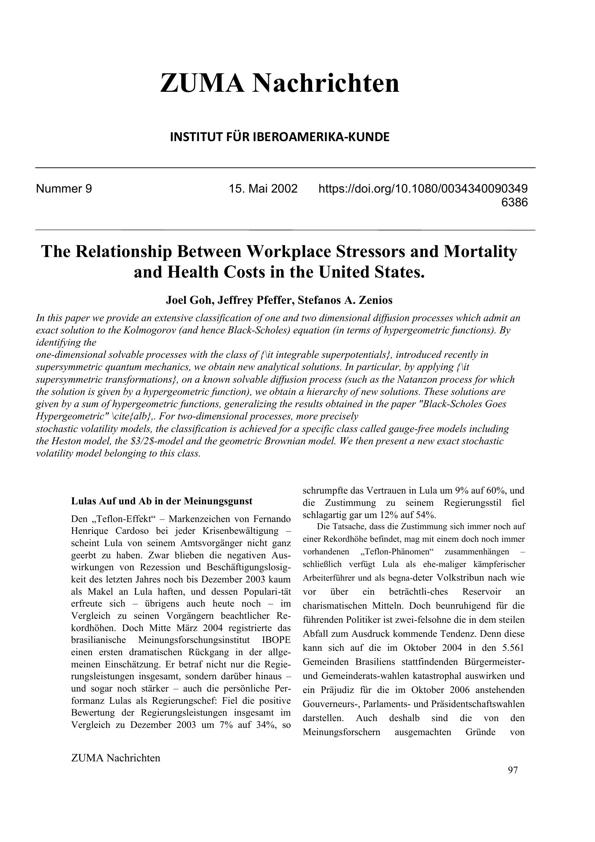 ZUMA Nachrichten
INSTITUT FÜR IBEROAMERIKA-KUNDE
Nummer 9
15. Mai 2002
https://doi.org/10.1080/0034340090349
6386
The Relationship Between Workplace Stressors and Mortality
and Health Costs in the United States.
Joel Goh, Jeffrey Pfeffer, Stefanos A. Zenios
In this paper we provide an extensive classification of one and two dimensional diffusion processes which admit an
exact solution to the Kolmogorov (and hence Black-Scholes) equation (in terms of hypergeometric functions). By
identifying the
one-dimensional solvable processes with the class of {\it integrable superpotentials}, introduced recently in
supersymmetric quantum mechanics, we obtain new analytical solutions. In particular, by applying {\it
supersymmetric transformations}, on a known solvable diffusion process (such as the Natanzon process for which
the solution is given by a hypergeometric function), we obtain a hierarchy of new solutions. These solutions are
given by a sum of hypergeometric functions, generalizing the results obtained in the paper "Black-Scholes Goes
Hypergeometric" \cite{alb},. For two-dimensional processes, more precisely
stochastic volatility models, the classification is achieved for a specific class called gauge-free models including
the Heston model, the $3/2$-model and the geometric Brownian model. We then present a new exact stochastic
volatility model belonging to this class.
Lulas Auf und Ab in der Meinungsgunst
Den „Teflon-Effekt“ – Markenzeichen von Fernando
Henrique Cardoso bei jeder Krisenbewältigung –
scheint Lula von seinem Amtsvorgänger nicht ganz
geerbt zu haben. Zwar blieben die negativen Aus-
wirkungen von Rezession und Beschäftigungslosig-
keit des letzten Jahres noch bis Dezember 2003 kaum
als Makel an Lula haften, und dessen Populari-tät
erfreute sich – übrigens auch heute noch – im
Vergleich zu seinen Vorgängern beachtlicher Re-
kordhöhen. Doch Mitte März 2004 registrierte das
brasilianische Meinungsforschungsinstitut IBOPE
einen ersten dramatischen Rückgang in der allge-
meinen Einschätzung. Er betraf nicht nur die Regie-
rungsleistungen insgesamt, sondern darüber hinaus –
und sogar noch stärker – auch die persönliche Per-
formanz Lulas als Regierungschef: Fiel die positive
Bewertung der Regierungsleistungen insgesamt im
Vergleich zu Dezember 2003 um 7% auf 34%, so
schrumpfte das Vertrauen in Lula um 9% auf 60%, und
die Zustimmung zu seinem Regierungsstil fiel
schlagartig gar um 12% auf 54%.
Die Tatsache, dass die Zustimmung sich immer noch auf
einer Rekordhöhe befindet, mag mit einem doch noch immer
vorhandenen „Teflon-Phänomen“ zusammenhängen –
schließlich verfügt Lula als ehe-maliger kämpferischer
Arbeiterführer und als begna-deter Volkstribun nach wie
vor über ein beträchtli-ches Reservoir an
charismatischen Mitteln. Doch beunruhigend für die
führenden Politiker ist zwei-felsohne die in dem steilen
Abfall zum Ausdruck kommende Tendenz. Denn diese
kann sich auf die im Oktober 2004 in den 5.561
Gemeinden Brasiliens stattfindenden Bürgermeister-
und Gemeinderats-wahlen katastrophal auswirken und
ein Präjudiz für die im Oktober 2006 anstehenden
Gouverneurs-, Parlaments- und Präsidentschaftswahlen
darstellen. Auch deshalb sind die von den
Meinungsforschern ausgemachten Gründe von
ZUMA Nachrichten
97